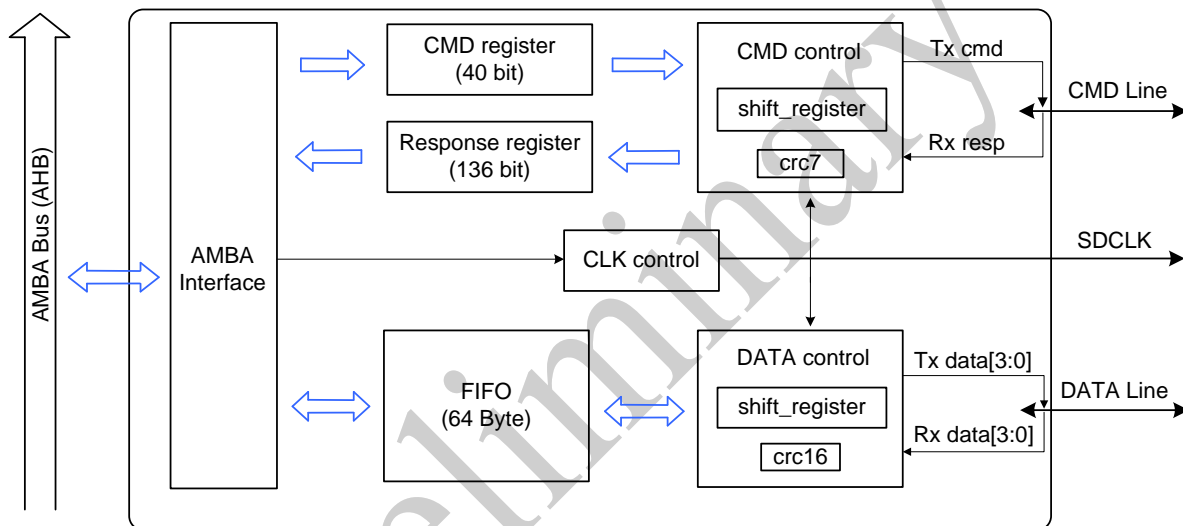 AMBA Bus (AHB)
AMBA
Interface
CMD register
(40 bit)
Response register
(136 bit)
CMD control
shift_register
crc7
Tx cmd
Rx resp
CMD Line
CLK control
SDCLK
FIFO
(64 Byte)
DATA control
shift_register
crc16
Tx data[3:0]
Rx data[3:0]
DATA Line
eliminary